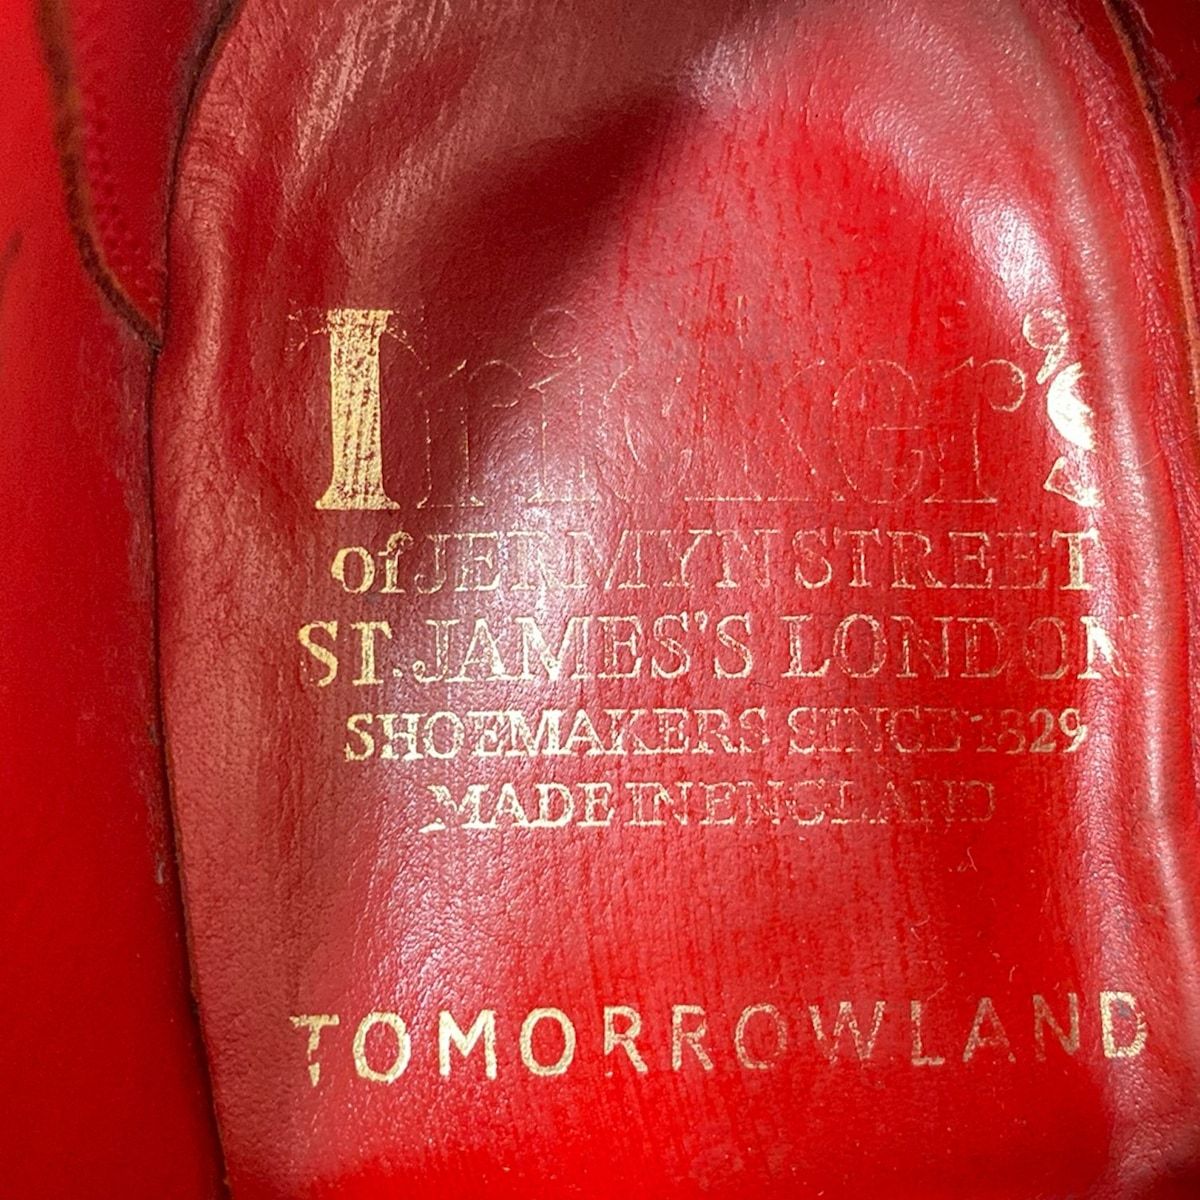 Tricker's
of JERMYN STREET
ST. JAMES'S LONDON
SHOEMAKERS SINCE 1829
MADE IN ENGLAND
TOMORROWLAND